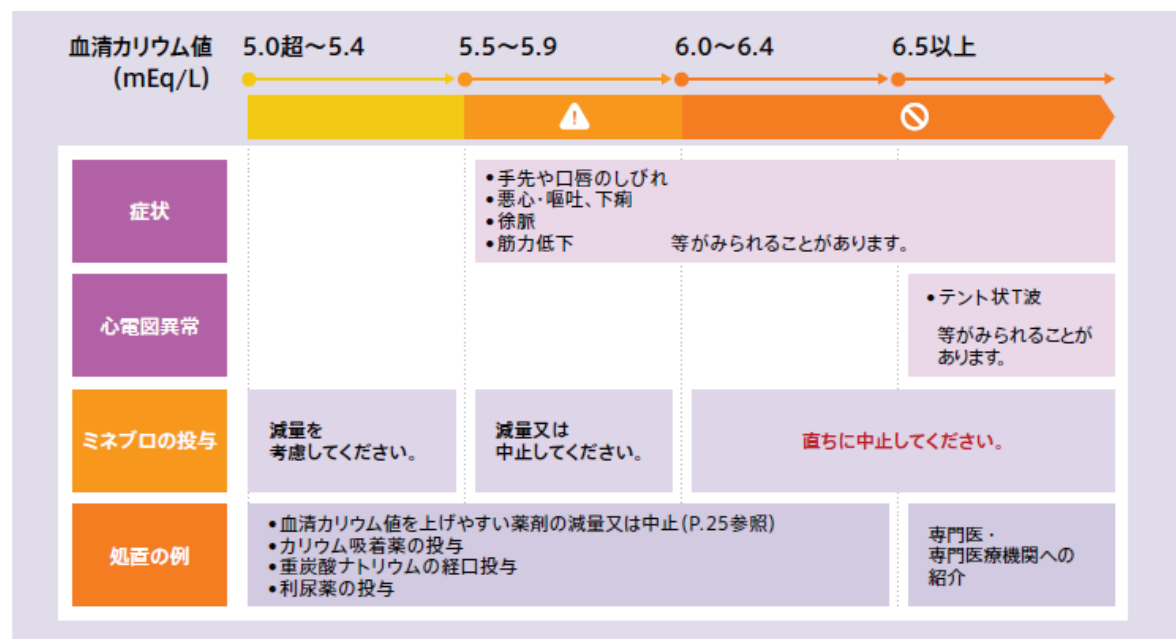 血清カリウム値 5.0超～5.4 5.5～5.9 6.0～6.4 6.5以上
(mEq/L)
症状
•手先や口唇のしびれ
•悪心・嘔吐、下痢
•徐脈
•筋力低下 等がみられることがあります。
心電図異常
•テント状T波
等がみられることが
あります。
ミネブロの投与
減量を
考慮してください。
減量又は
中止してください。
直ちに中止してください。
処置の例
•血清カリウム値を上げやすい薬剤の減量又は中止(P.25参照)
•カリウム吸着薬の投与
•重炭酸ナトリウムの経口投与
•利尿薬の投与
専門医・
専門医療機関への
紹介